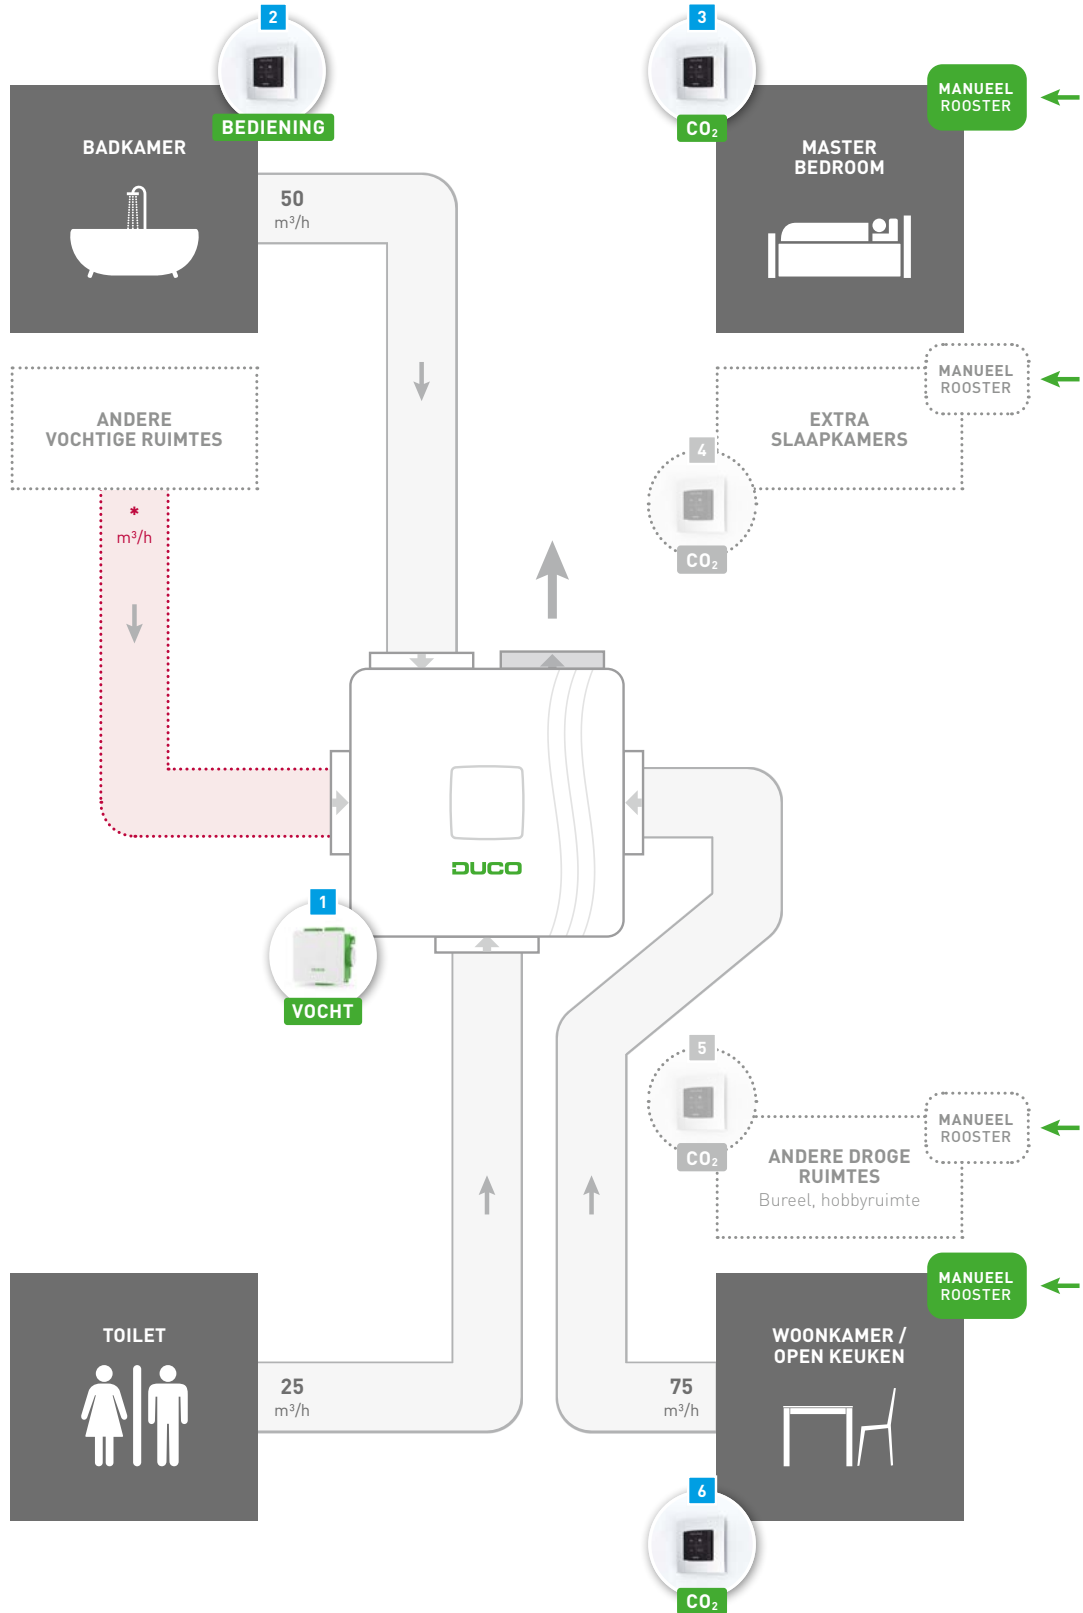 2
BEDIENING
BADKAMER
50
m³/h
3
CO₂
MANUEEL
ROOSTER
MASTER
BEDROOM
ANDERE
VOCHTIGE RUIMTES
*
m³/h
MANUEEL
ROOSTER
EXTRA
SLAAPKAMERS
4
CO₂
DUCO
1
VOCHT
5
CO₂
MANUEEL
ROOSTER
ANDERE DROGE
RUIMTES
Bureel, hobbyruimte
TOILET
25
m³/h
75
m³/h
MANUEEL
ROOSTER
WOONKAMER /
OPEN KEUKEN
6
CO₂